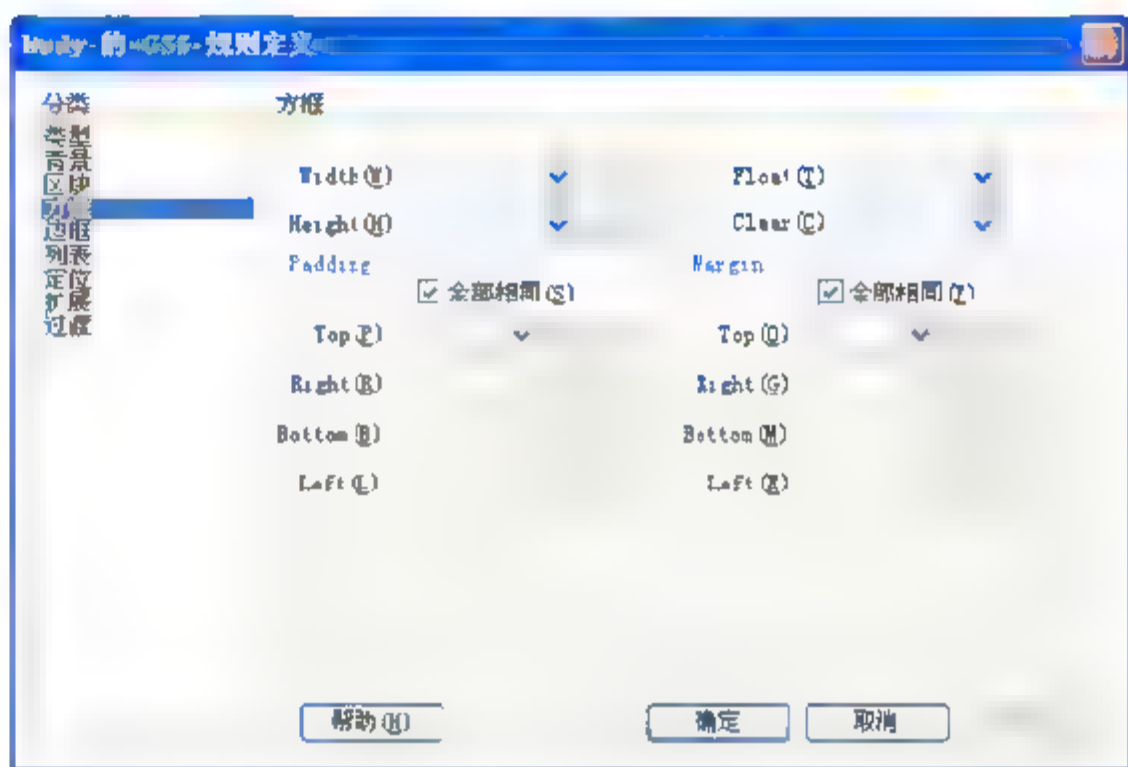 body 的 CSS 规则定义
分类
类型
背景
区块
方框
边框
列表
定位
扩展
过渡
方框
Width(W)
Float(T)
Height(H)
Clear(C)
Padding
Margin
全部相同(S)
全部相同(F)
Top(P)
Top(O)
Right(R)
Right(G)
Bottom(B)
Bottom(M)
Left(L)
Left(E)
帮助(H)
确定
取消